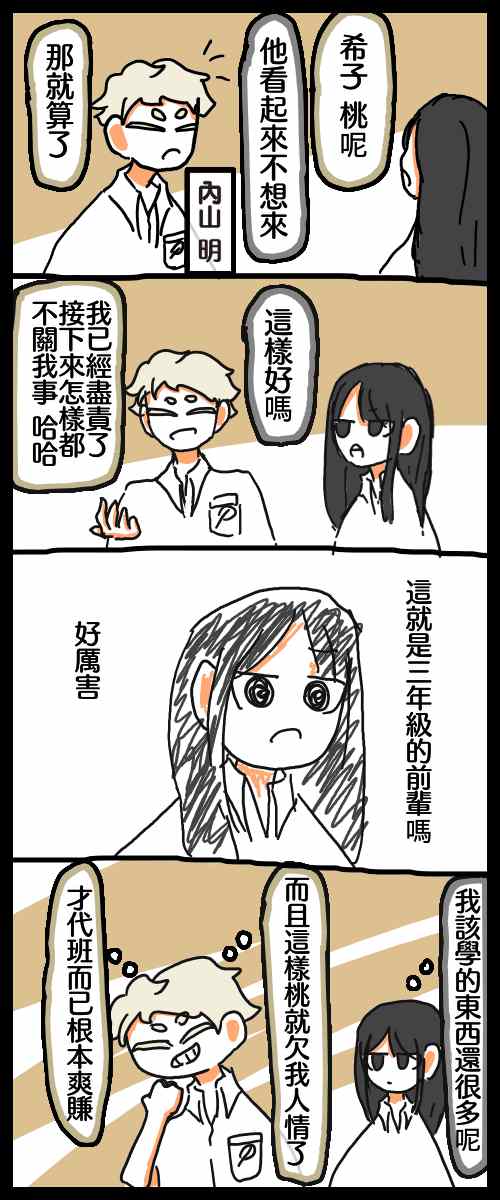 希子 桃呢
他看起來不想來
內山 明
那就算了
這樣好嗎
我已經盡責了
接下來怎樣都
不關我事 哈哈
這就是三年級的前輩嗎
好厲害
我該學的東西還很多呢
而且這樣桃就欠我人情了
才代班而已根本爽賺